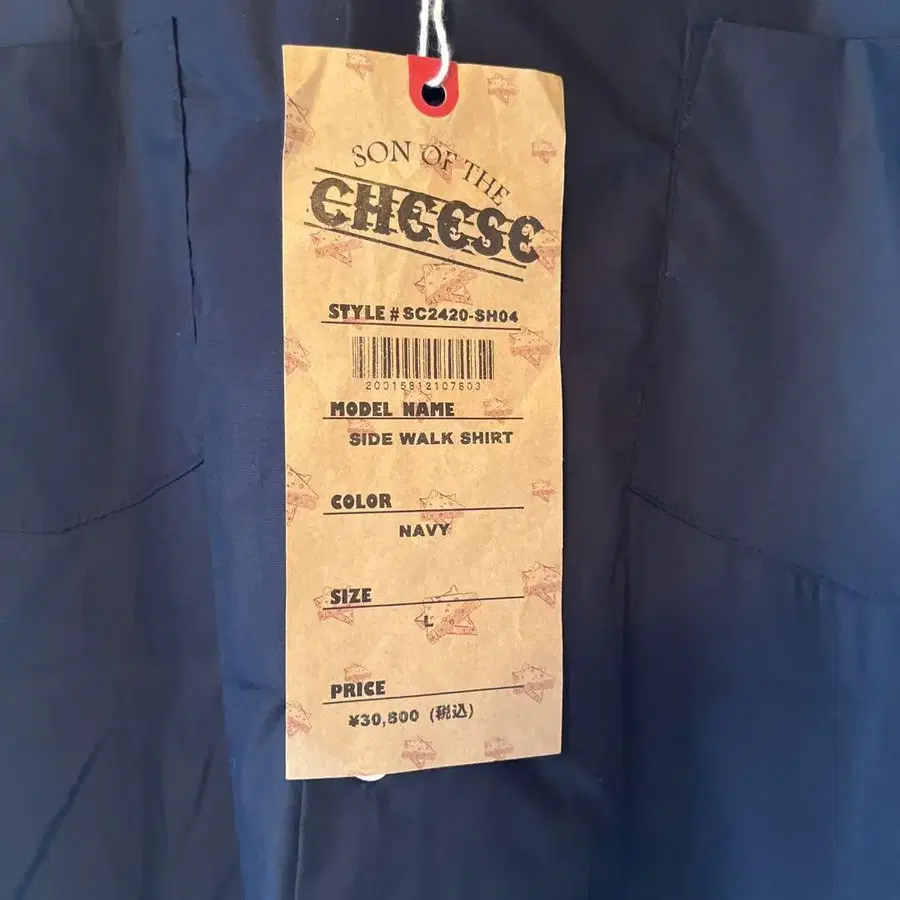 SON OF THE
CHEESE
STYLE # SC2420-SH04
20015812107603
MODEL NAME
SIDE WALK SHIRT
COLOR
NAVY
SIZE
L
PRICE
¥30,800 (税込)